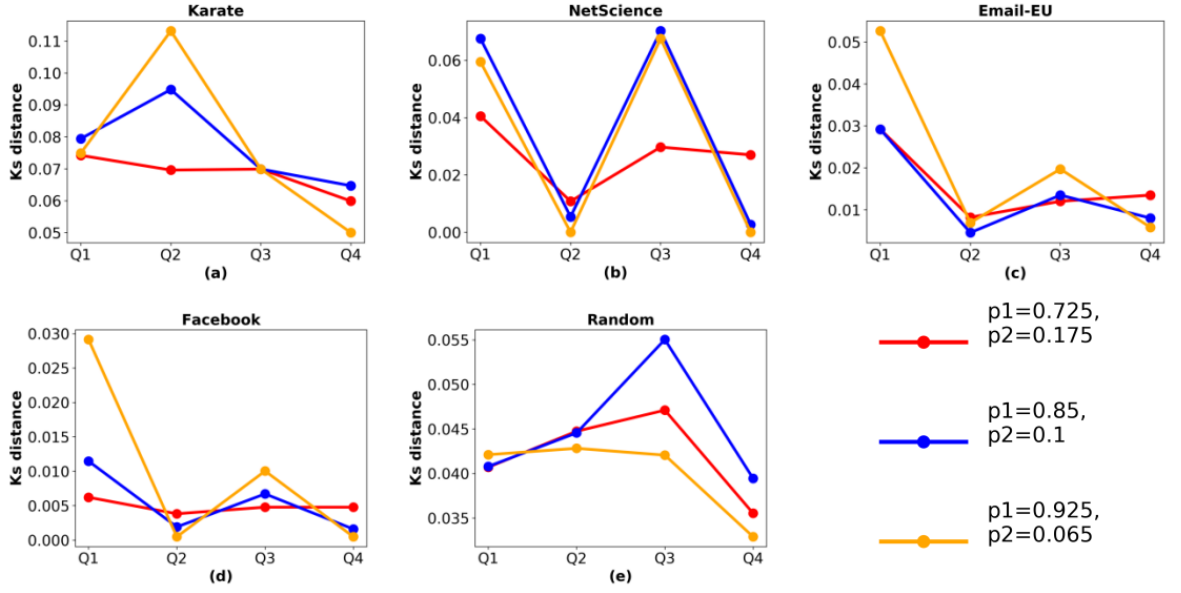 Karate
Ks distance
0.11
0.10
0.09
0.08
0.07
0.06
0.05
Q1 Q2 Q3 Q4
(a)
NetScience
Ks distance
0.06
0.04
0.02
0.00
Q1 Q2 Q3 Q4
(b)
Email-EU
Ks distance
0.05
0.04
0.03
0.02
0.01
Q1 Q2 Q3 Q4
(c)
Facebook
Ks distance
0.030
0.025
0.020
0.015
0.010
0.005
0.000
Q1 Q2 Q3 Q4
(d)
Random
Ks distance
0.055
0.050
0.045
0.040
0.035
Q1 Q2 Q3 Q4
(e)
p1=0.725,
p2=0.175
p1=0.85,
p2=0.1
p1=0.925,
p2=0.065